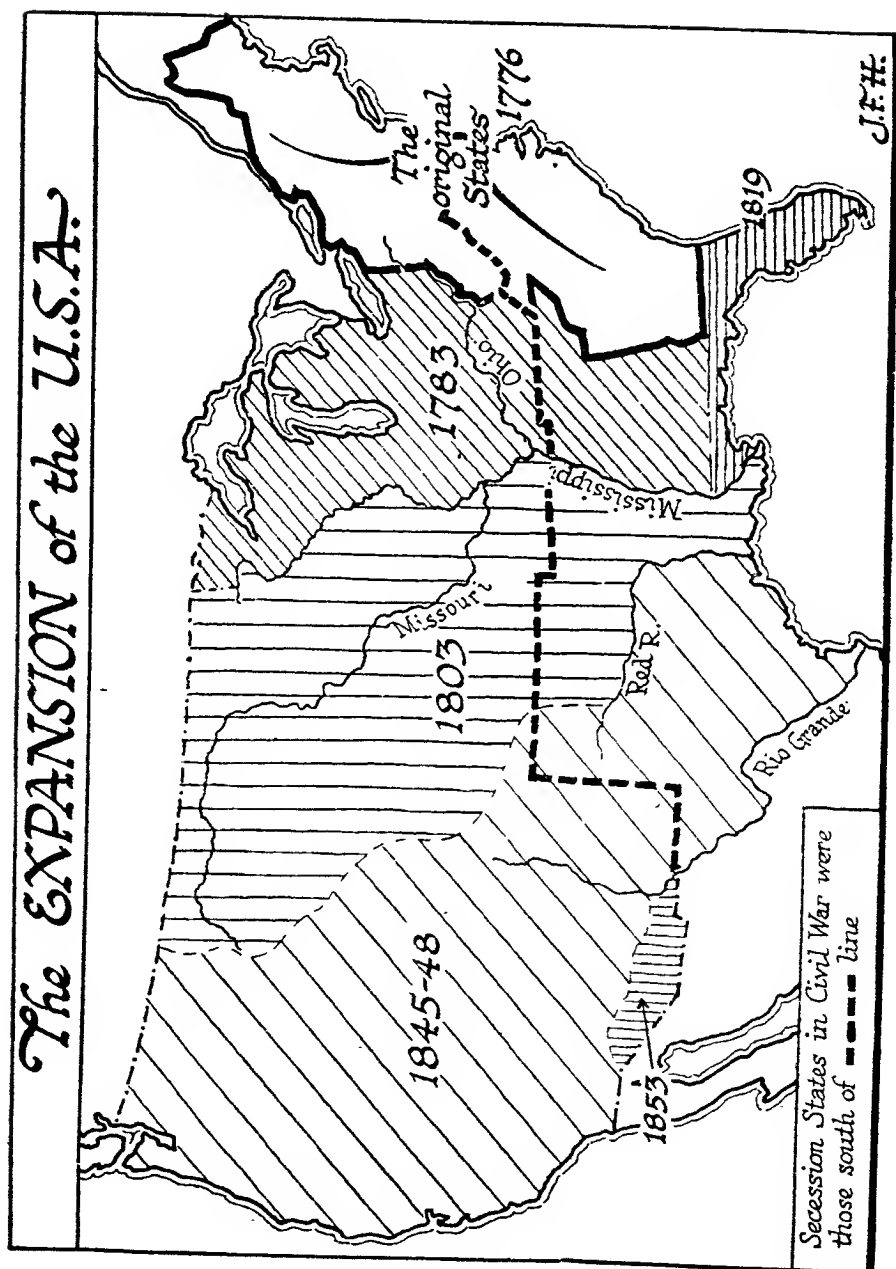 The EXPANSION of the U.S.A.
The
original
States
1776
1783
Ohio
1803
Missouri
Mississippi
1845-48
Red R.
Rio Grande
1853
1819
Secession States in Civil War were
those south of line
J.F.H.